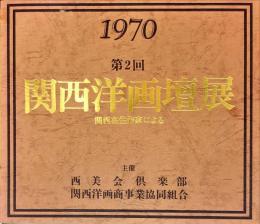 1970
第2回
関西洋画壇展
関西在住作家による
主催
西美会倶楽部
関西洋画商事業協同組合